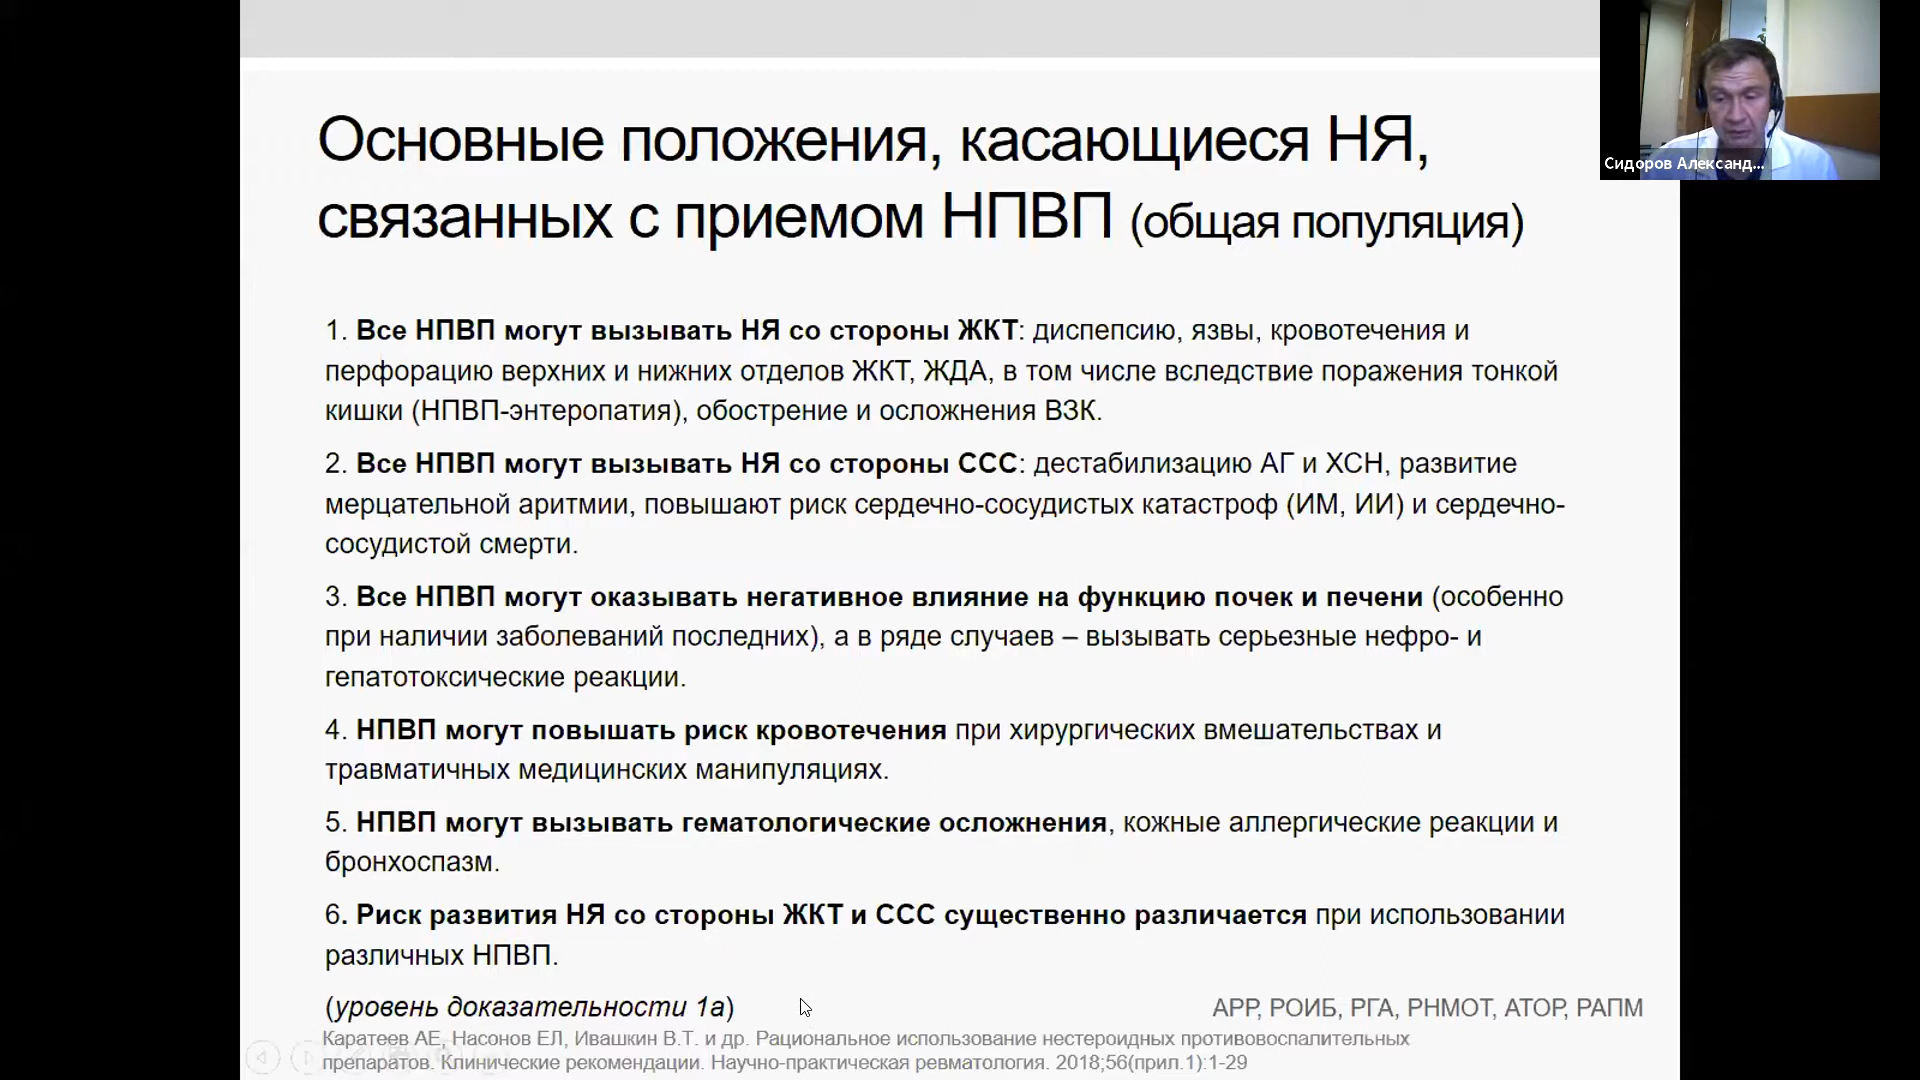 Основные положения, касающиеся НЯ,
связанных с приемом НПВП (общая популяция)
Сидоров Александ...
1. Все НПВП могут вызывать НЯ со стороны ЖКТ: диспепсию, язвы, кровотечения и
перфорацию верхних и нижних отделов ЖКТ, ЖДА, в том числе вследствие поражения тонкой
кишки (НПВП-энтеропатия), обострение и осложнения ВЗК.
2. Все НПВП могут вызывать НЯ со стороны ССС: дестабилизацию АГ и ХСН, развитие
мерцательной аритмии, повышают риск сердечно-сосудистых катастроф (ИМ, ИИ) и сердечно-
сосудистой смерти.
3. Все НПВП могут оказывать негативное влияние на функцию почек и печени (особенно
при наличии заболеваний последних), а в ряде случаев – вызывать серьезные нефро- и
гепатотоксические реакции.
4. НПВП могут повышать риск кровотечения при хирургических вмешательствах и
травматичных медицинских манипуляциях.
5. НПВП могут вызывать гематологические осложнения, кожные аллергические реакции и
бронхоспазм.
6. Риск развития НЯ со стороны ЖКТ и ССС существенно различается при использовании
различных НПВП.
(уровень доказательности 1а)
АРР, РОИБ, РГА, РНМОТ, АТОР, РАПМ
Каратеев АЕ, Насонов ЕЛ, Ивашкин В.Т. и др. Рациональное использование нестероидных противовоспалительных
препаратов. Клинические рекомендации. Научно-практическая ревматология. 2018;56(прил.1):1-29